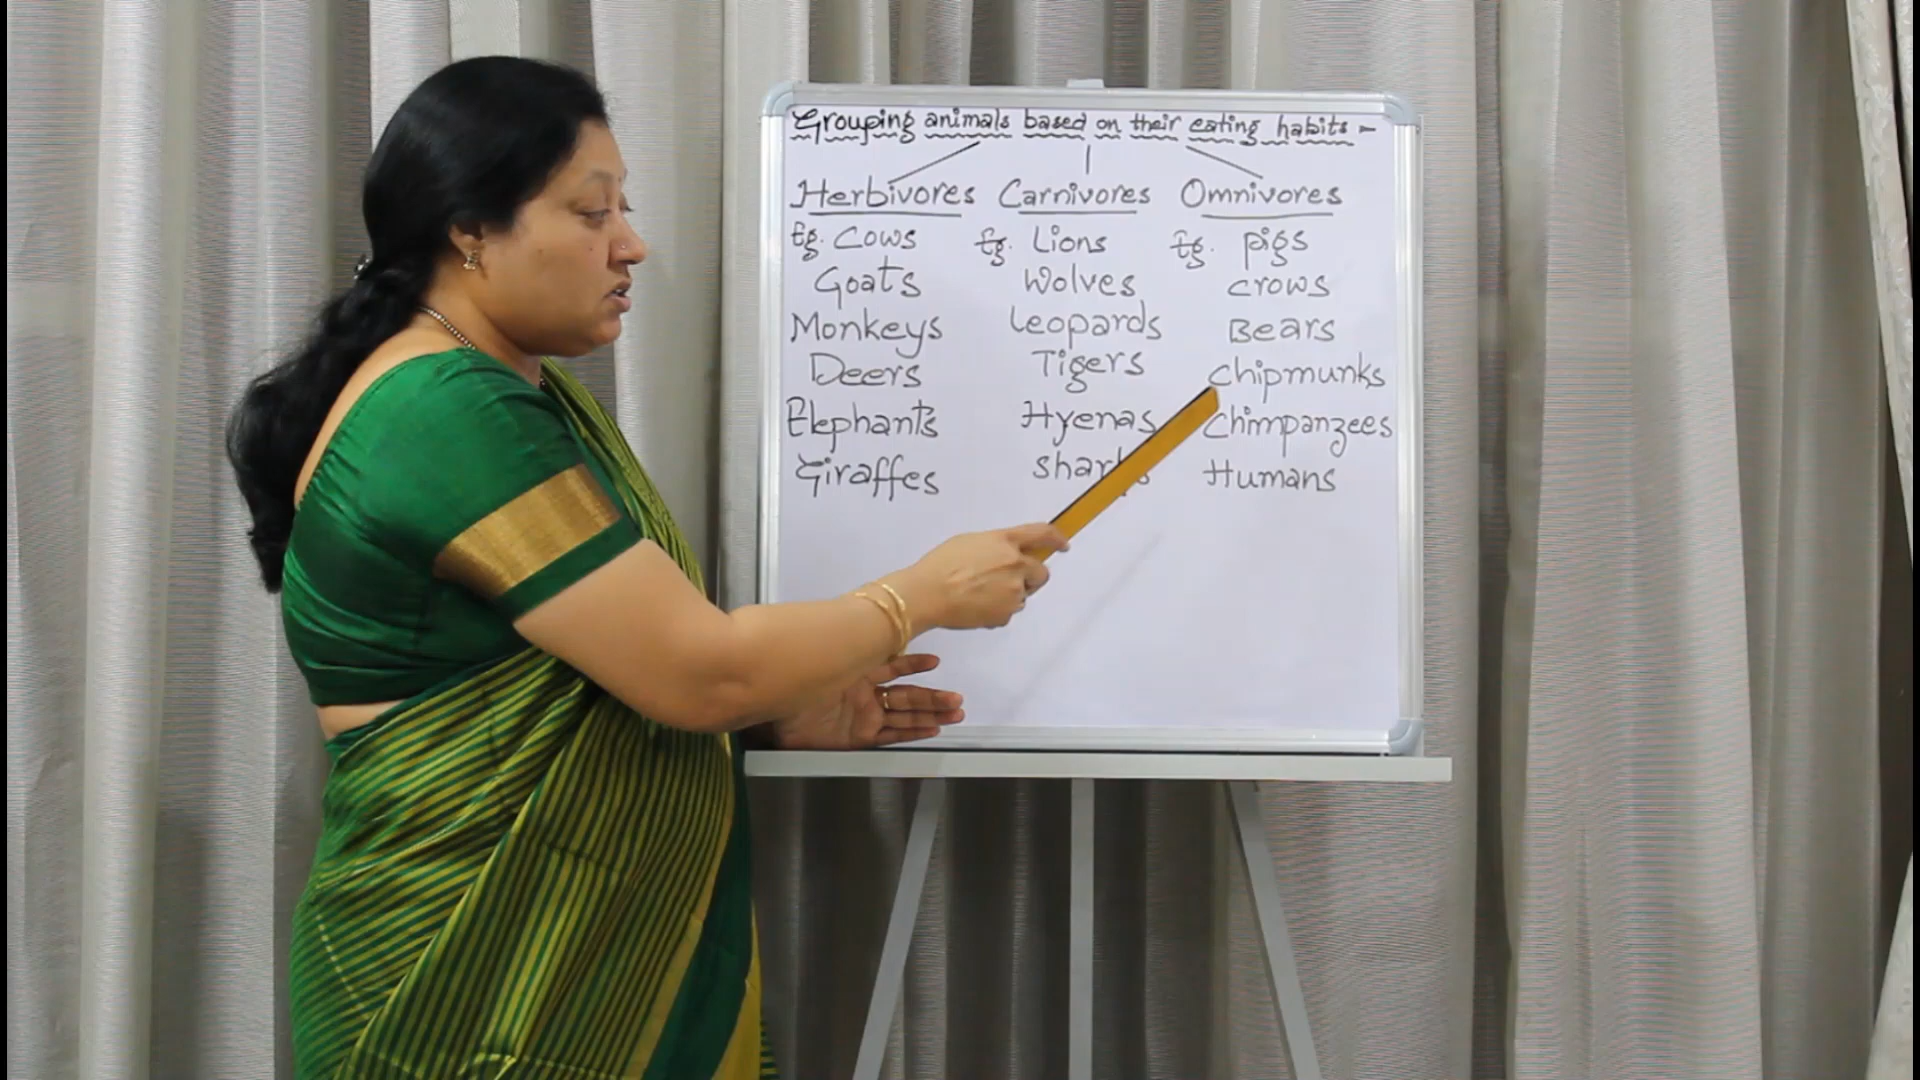 Grouping animals based on their eating habits -
Herbivores Carnivores Omnivores
Eg. Cows Eg. Lions Eg. pigs
Goats Wolves crows
Monkeys Leopards Bears
Deers Tigers chipmunks
Elephants Hyenas Chimpanzees
Giraffes Humans